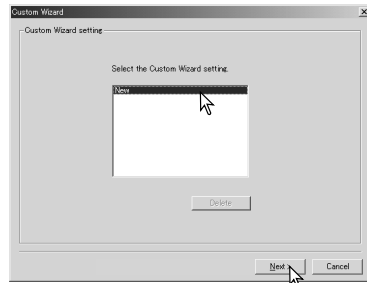 Custom Wizard
Custom Wizard setting
Select the Custom Wizard setting.
New
Delete
Next >
Cancel